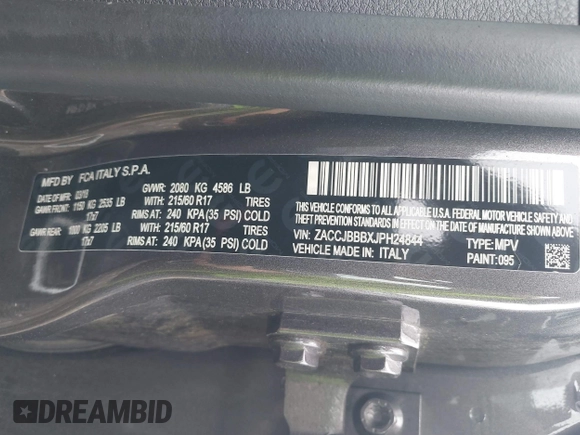 MFD BY FCA ITALY S.P.A.
DATE OF MFR: 03/18 GVWR: 2080 KG 4586 LB
GAWR FRONT: 1150 KG 2535 LB WITH: 215/60 R17 TIRES
17x7 RIMS AT: 240 KPA (35 PSI) COLD
GAWR REAR: 1000 KG 2205 LB WITH: 215/60 R17 TIRES
17x7 RIMS AT: 240 KPA (35 PSI) COLD
THIS VEHICLE CONFORMS TO ALL APPLICABLE U.S.A. FEDERAL MOTOR VEHICLE SAFETY,
BUMPER, AND THEFT PREVENTION STANDARDS IN EFFECT ON THE DATE OF MANUFACTURE SHOWN ABOVE
VIN: ZACCJBBBXJPH24844 TYPE: MPV
VEHICLE MADE IN: ITALY PAINT: 095
DREAMBID